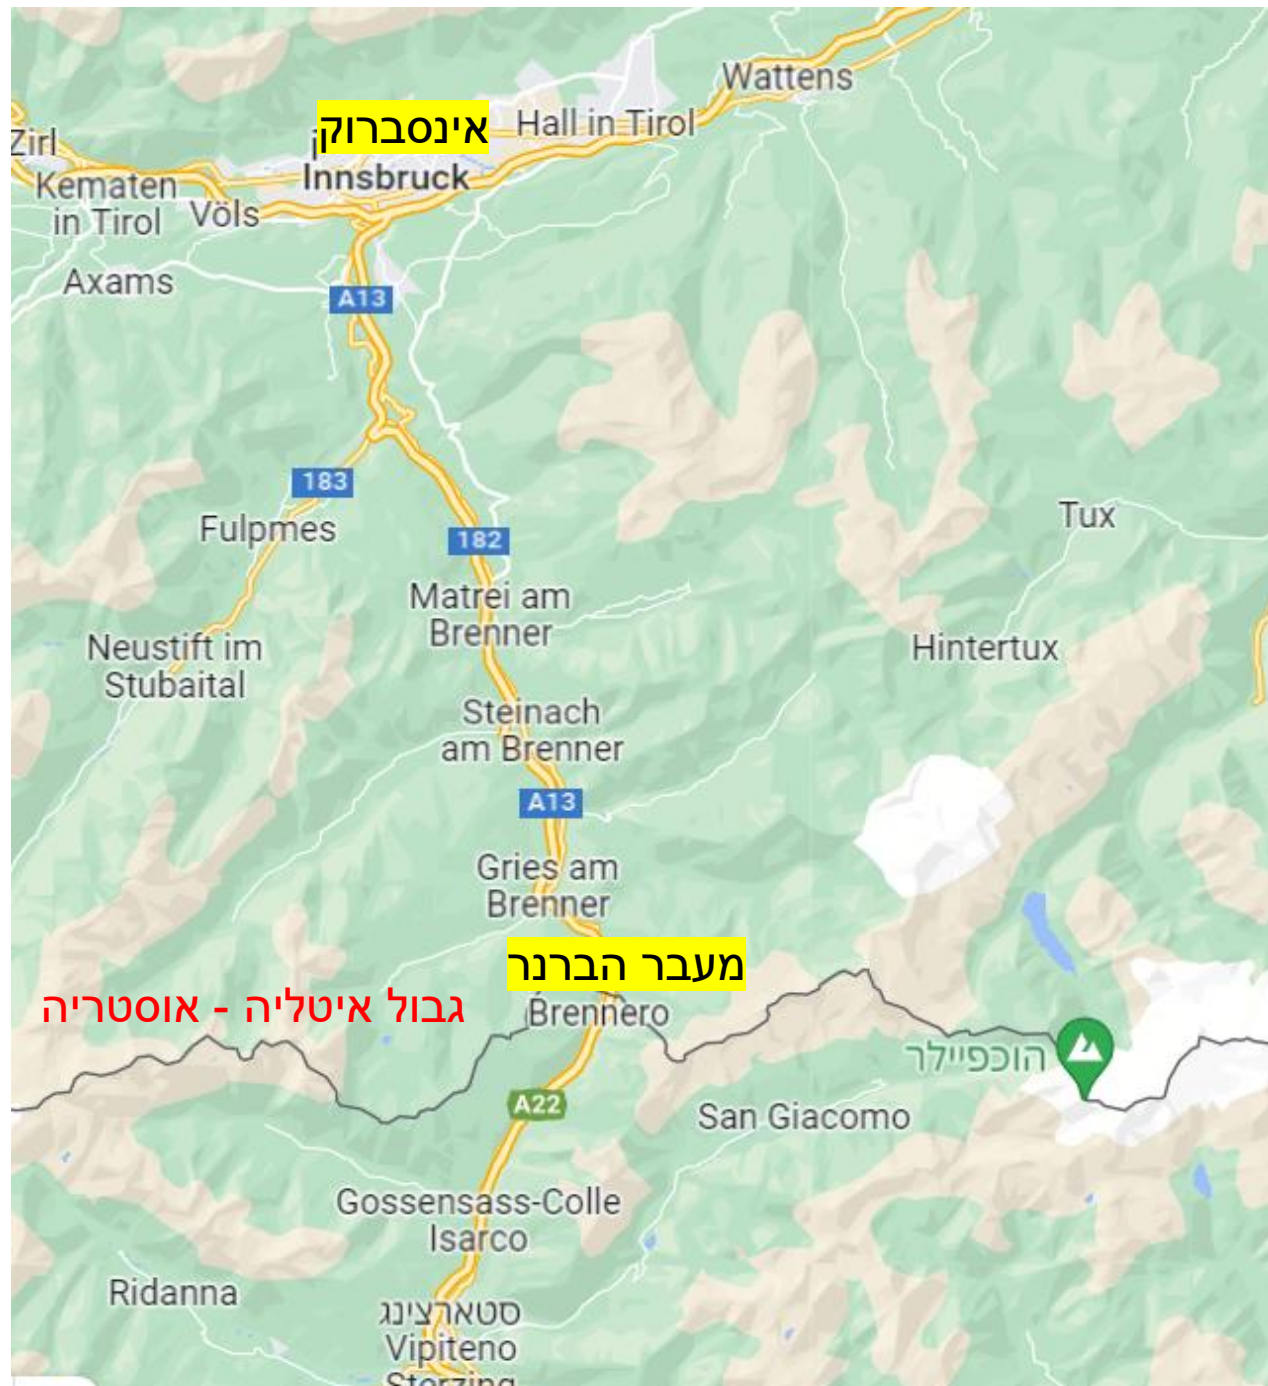 Wattens
אינסברוק
Hall in Tirol
Zirl
Innsbruck
Kematen
in Tirol
Völs
Axams
A13
183
Fulpmes
182
Tux
Matrei am
Brenner
Neustift im
Stubaital
Hintertux
Steinach
am Brenner
A13
Gries am
Brenner
מעבר הברנר
גבול איטליה - אוסטריה
Brennero
הוכפיילר
A22
San Giacomo
Gossensass-Colle
Isarco
Ridanna
סטארצינג
Vipiteno
Sterzing